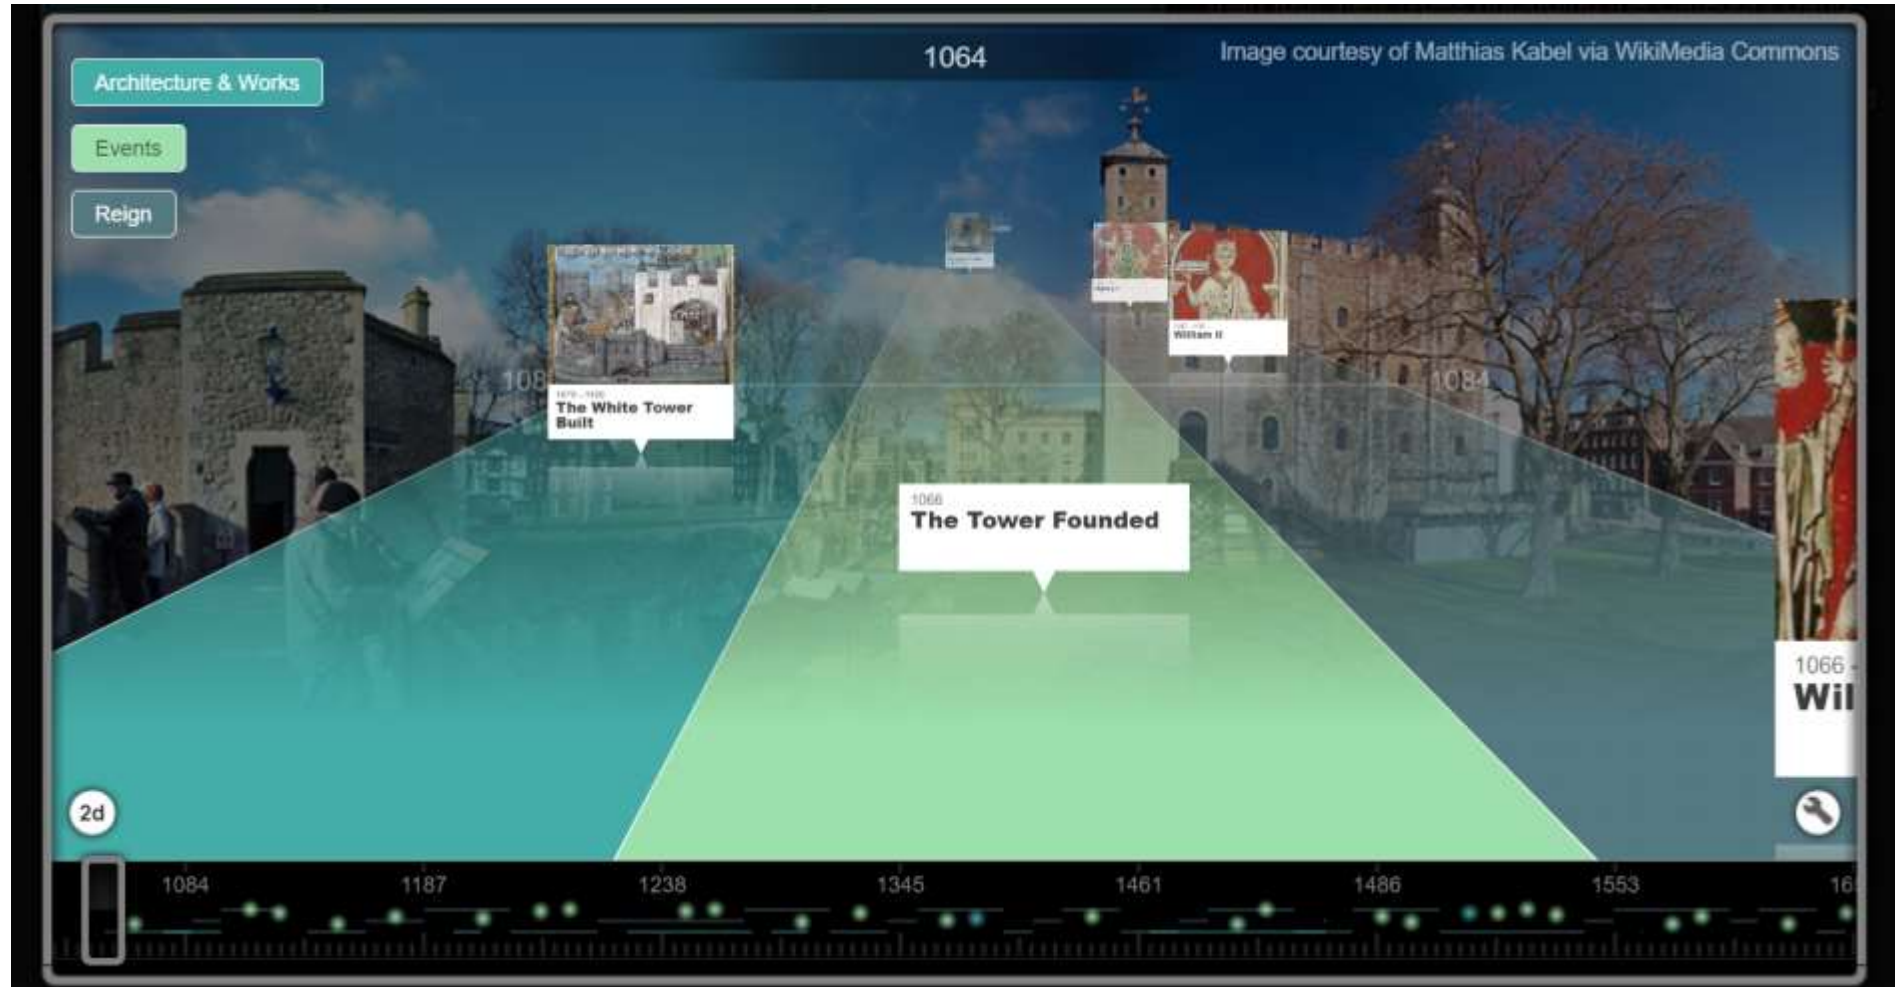 1064
Image courtesy of Matthias Kabel via WikiMedia Commons
Architecture & Works
Events
Reign
108
1084
The White Tower
Built
William II
1066
The Tower Founded
1066 -
Wil
2d
1084
1187
1238
1345
1461
1486
1553